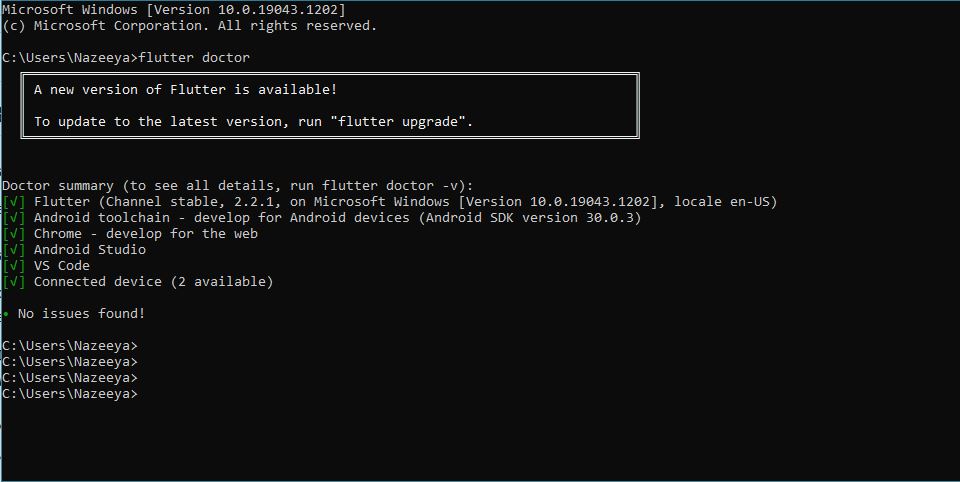 Microsoft Windows [Version 10.0.19043.1202]
(c) Microsoft Corporation. All rights reserved.
C:\Users\Nazeeya>flutter doctor
A new version of Flutter is available!
To update to the latest version, run "flutter upgrade".
Doctor summary (to see all details, run flutter doctor -v):
[√] Flutter (Channel stable, 2.2.1, on Microsoft Windows [Version 10.0.19043.1202], locale en-US)
[√] Android toolchain - develop for Android devices (Android SDK version 30.0.3)
[√] Chrome - develop for the web
[√] Android Studio
[√] VS Code
[√] Connected device (2 available)
• No issues found!
C:\Users\Nazeeya>
C:\Users\Nazeeya>
C:\Users\Nazeeya>
C:\Users\Nazeeya>